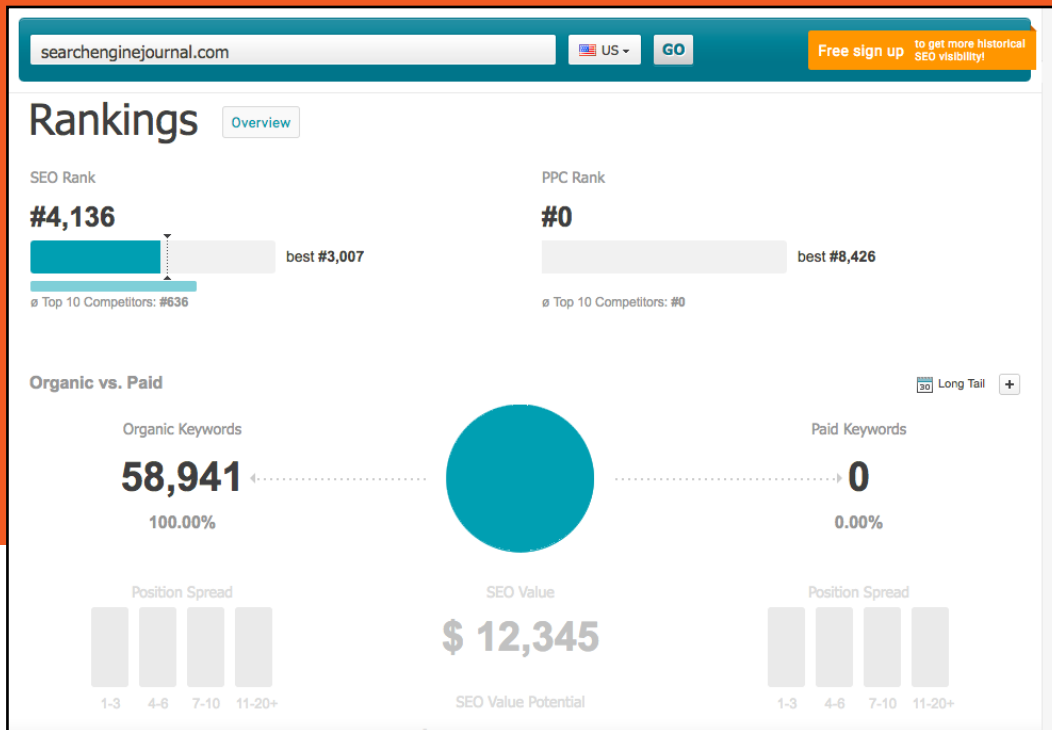 searchenginejournal.com
US
GO
Free sign up
to get more historical
SEO visibility!
Rankings
Overview
SEO Rank
#4,136
best #3,007
ø Top 10 Competitors: #636
PPC Rank
#0
best #8,426
ø Top 10 Competitors: #0
Organic vs. Paid
30
Long Tail
+
Organic Keywords
58,941
100.00%
Paid Keywords
0
0.00%
Position Spread
1-3 4-6 7-10 11-20+
SEO Value
$ 12,345
SEO Value Potential
Position Spread
1-3 4-6 7-10 11-20+